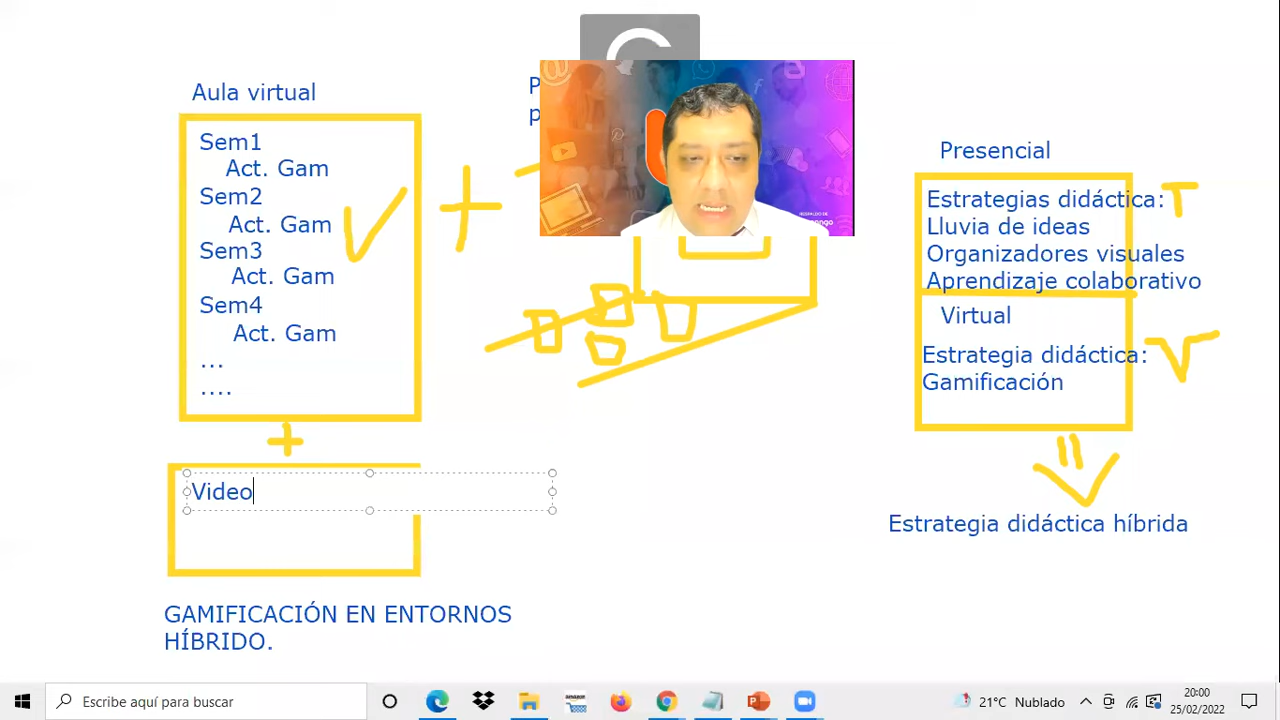 Aula virtual
Sem1
Act. Gam
Sem2
Act. Gam
Sem3
Act. Gam
Sem4
Act. Gam
...
....
Video
GAMIFICACIÓN EN ENTORNOS
HÍBRIDO.
Presencial
Estrategias didáctica:
Lluvia de ideas
Organizadores visuales
Aprendizaje colaborativo
Virtual
Estrategia didáctica:
Gamificación
Estrategia didáctica híbrida
Escribe aquí para buscar
21°C Nublado
20:00
25/02/2022